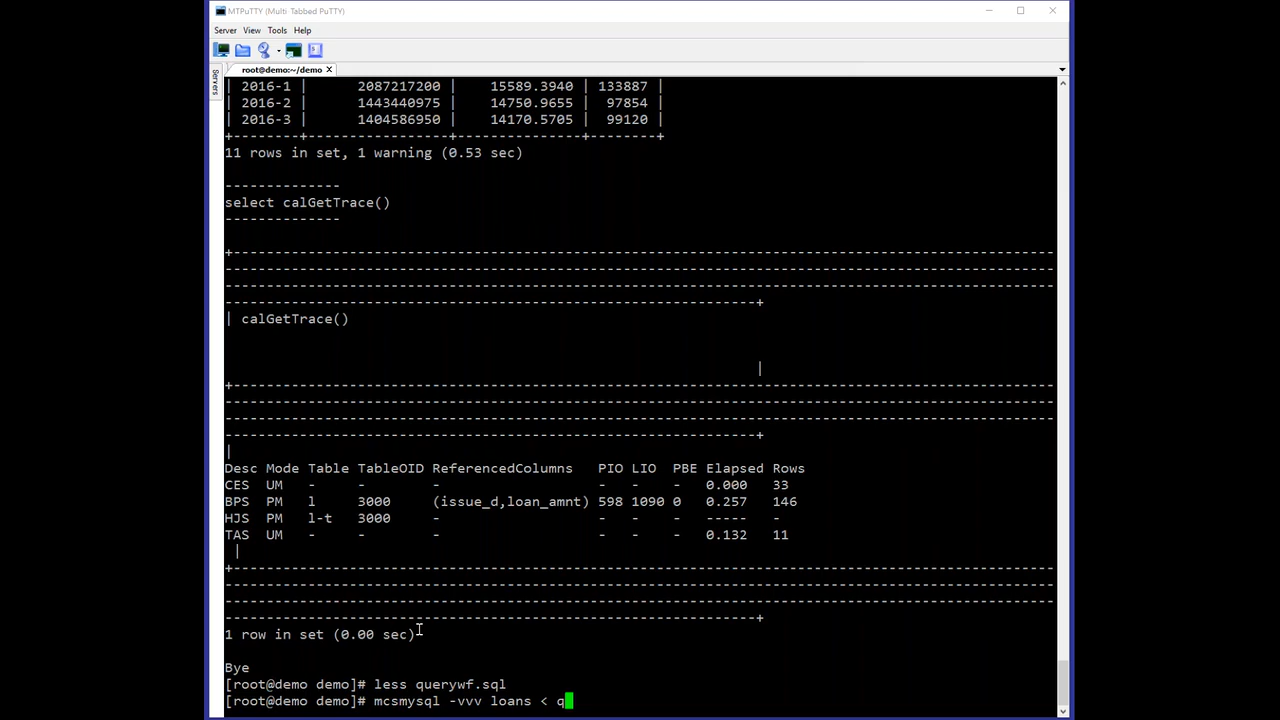 MTPuTTY (Multi-Tabbed PuTTY)
Server View Tools Help
root@demo:~/demo
Servers
| 2016-1 | 2087217200 | 15589.3940 | 133887 |
| 2016-2 | 1443440975 | 14750.9655 | 97854 |
| 2016-3 | 1404586950 | 14170.5705 | 99120 |
+--------+-----------------+---------------+--------+
11 rows in set, 1 warning (0.53 sec)
--------------
select calGetTrace()
--------------
| calGetTrace()
|
|
Desc Mode Table TableOID ReferencedColumns PIO LIO PBE Elapsed Rows
CES UM - - - - - - 0.000 33
BPS PM l 3000 (issue_d,loan_amnt) 598 1090 0 0.257 146
HJS PM l-t 3000 - - - - ----- -
TAS UM - - - - - - 0.132 11
|
1 row in set (0.00 sec)
Bye
[root@demo demo]# less querywf.sql
[root@demo demo]# mcsmysql -vvv loans < q